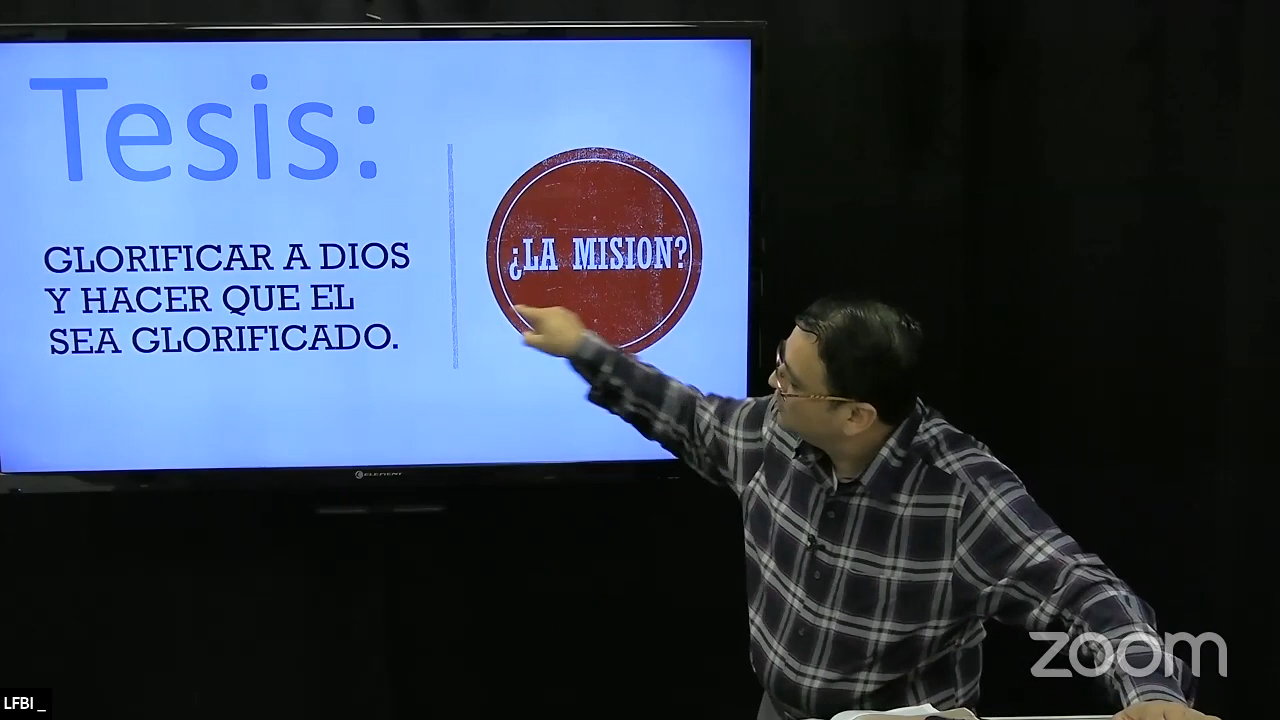 Tesis:
GLORIFICAR A DIOS
Y HACER QUE EL
SEA GLORIFICADO.
¿LA MISION?
ELEMENT
zoom
LFBI _